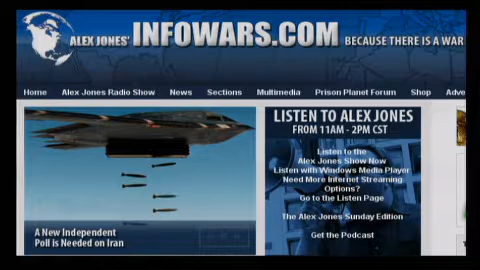 ALEX JONES' INFOWARS.COM BECAUSE THERE IS A WAR
Home Alex Jones Radio Show News Sections Multimedia Prison Planet Forum Shop Adve
LISTEN TO ALEX JONES
FROM 11AM - 2PM CST
Listen to the
Alex Jones Show Now
Listen with Windows Media Player
Need More Internet Streaming
Options?
Go to the Listen Page
The Alex Jones Sunday Edition
Get the Podcast
A New Independent
Poll is Needed on Iran